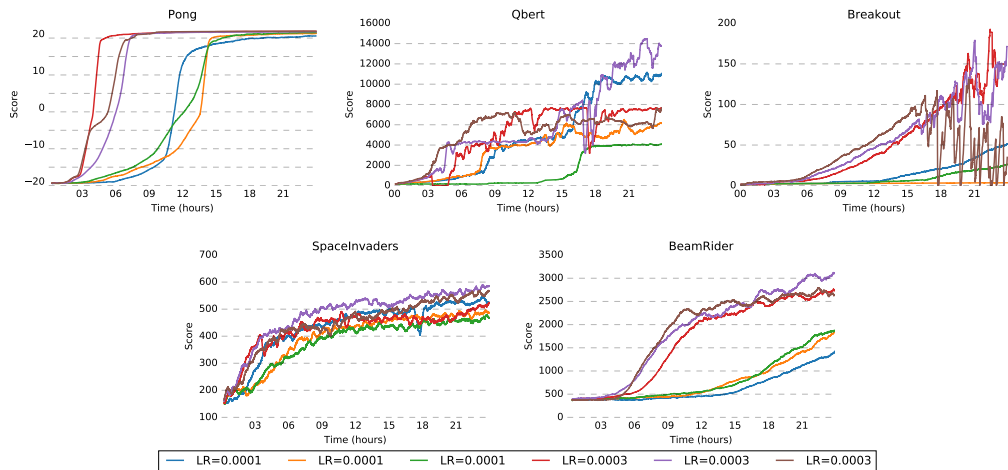 Pong
Score
20
10
0
−10
−20
03 06 09 12 15 18 21
Time (hours)
Qbert
Score
16000
14000
12000
10000
8000
6000
4000
2000
0
00 03 06 09 12 15 18 21
Time (hours)
Breakout
Score
200
150
100
50
0
00 03 06 09 12 15 18 21
Time (hours)
SpaceInvaders
Score
700
600
500
400
300
200
100
03 06 09 12 15 18 21
Time (hours)
BeamRider
Score
3500
3000
2500
2000
1500
1000
500
0
03 06 09 12 15 18 21
Time (hours)
LR=0.0001 LR=0.0001 LR=0.0001 LR=0.0003 LR=0.0003 LR=0.0003